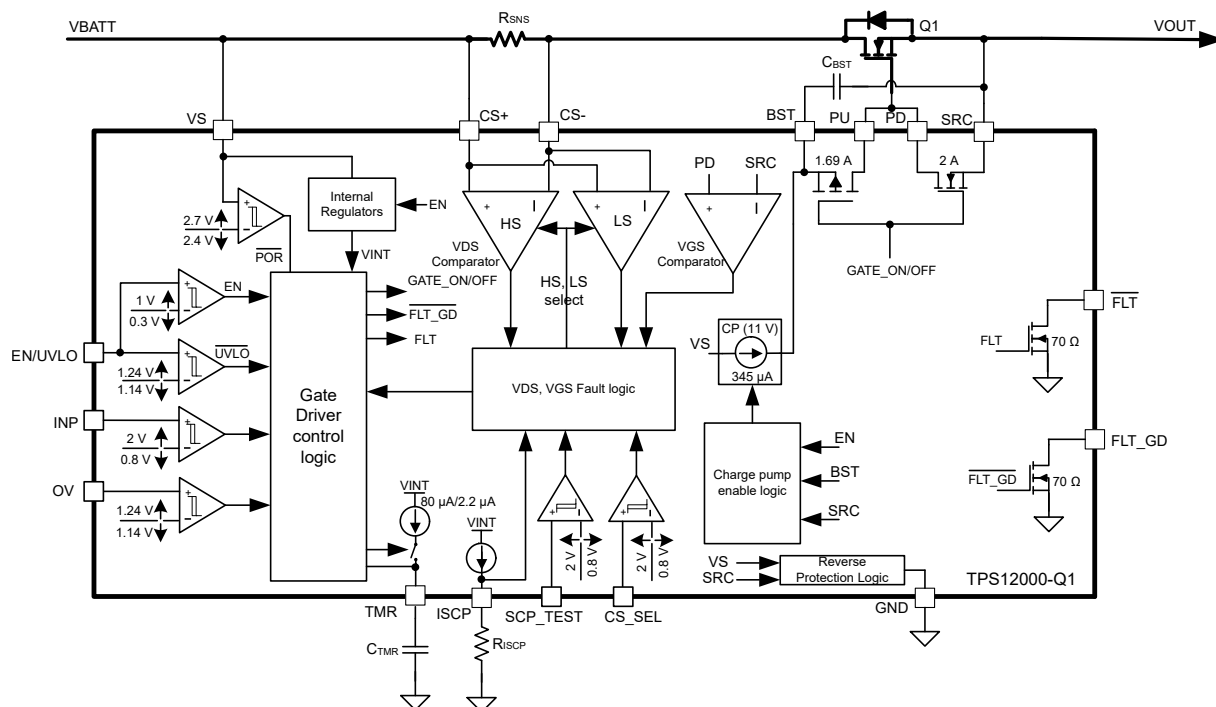 VBATT
RSNS
Q1
VOUT
CBST
VS
CS+
CS-
BST
PU
PD
SRC
1.69 A
2 A
PD
SRC
Internal
Regulators
EN
+
-
HS
+
-
LS
+
-
2.7 V
2.4 V
+
-
POR
VINT
VDS
Comparator
VGS
Comparator
HS, LS
select
GATE_ON/OFF
GATE_ON/OFF
FLT_GD
FLT
EN
+
-
1 V
0.3 V
EN/UVLO
UVLO
+
-
1.24 V
1.14 V
INP
+
-
2 V
0.8 V
OV
+
-
1.24 V
1.14 V
Gate
Driver
control
logic
VDS, VGS Fault logic
CP (11 V)
VS
345 µA
Charge pump
enable logic
EN
BST
SRC
FLT
FLT
70 Ω
FLT_GD
FLT_GD
70 Ω
VINT
80 µA/2.2 µA
VINT
+
-
2 V
0.8 V
+
-
2 V
0.8 V
VS
SRC
Reverse
Protection Logic
TPS12000-Q1
TMR
ISCP
SCP_TEST
CS_SEL
GND
CTMR
RISCP